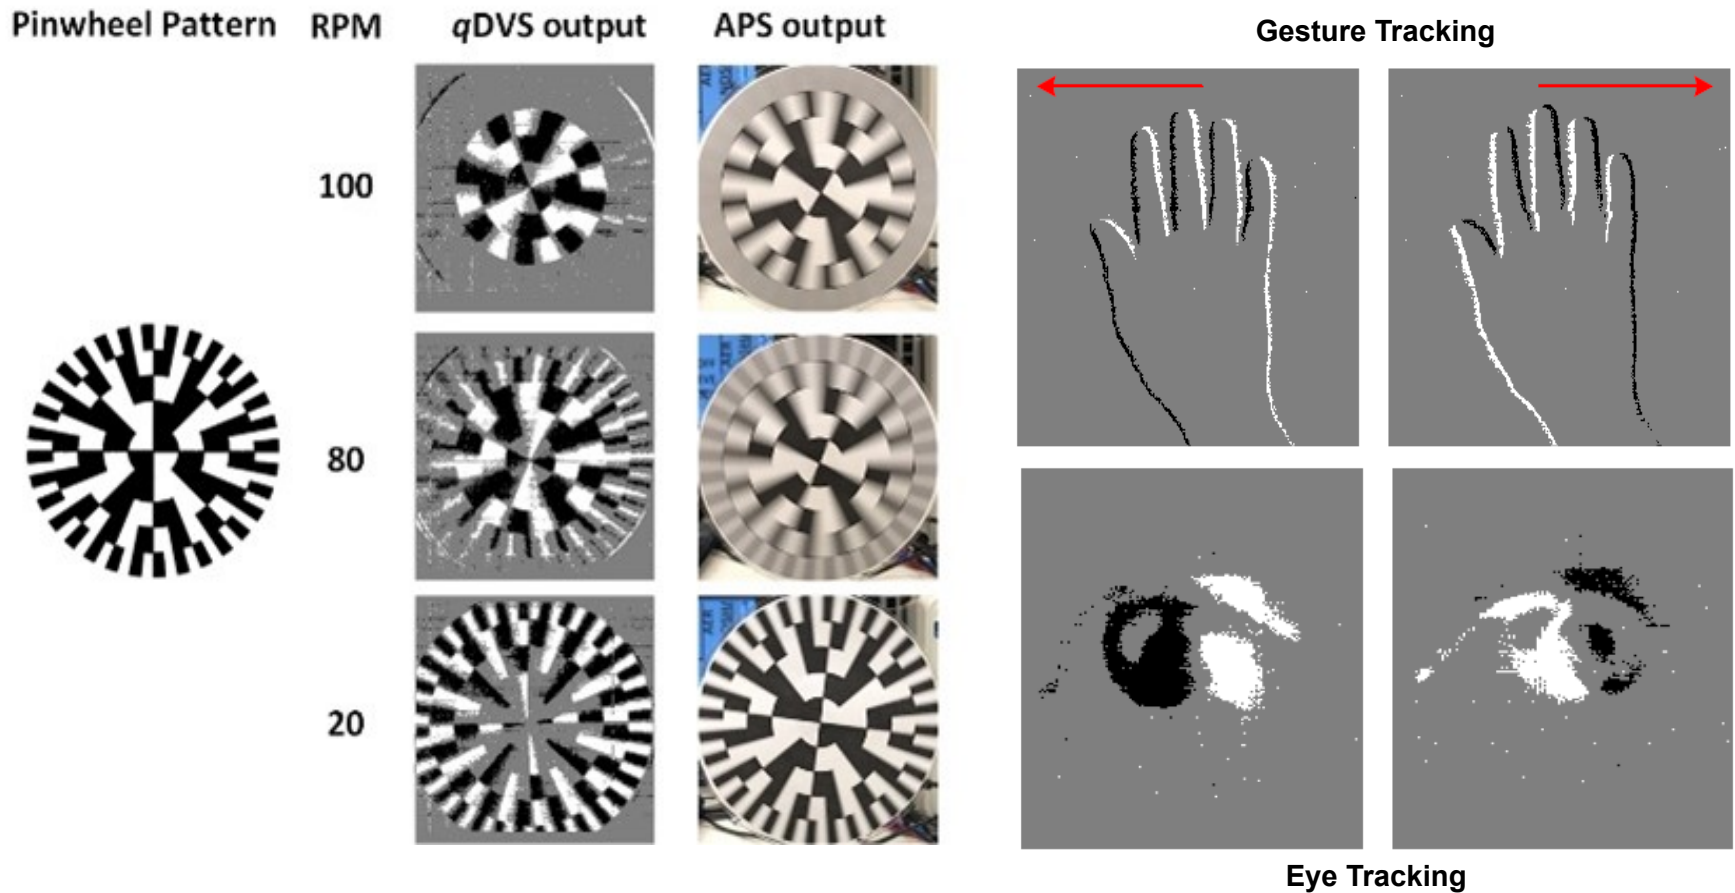 Pinwheel Pattern RPM qDVS output APS output
Gesture Tracking
100
80
20
Eye Tracking